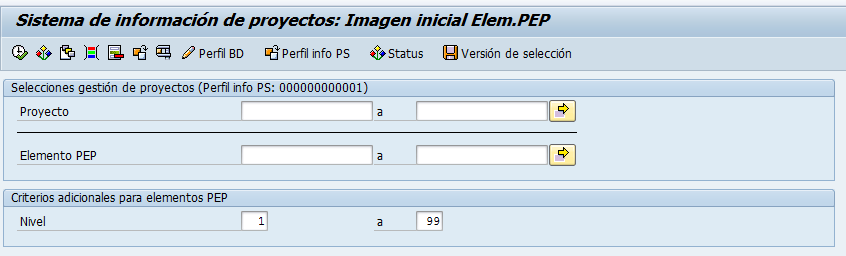 Sistema de información de proyectos: Imagen inicial Elem.PEP
Perfil BD Perfil info PS Status Versión de selección
Selecciones gestión de proyectos (Perfil info PS: 000000000001)
Proyecto a
Elemento PEP a
Criterios adicionales para elementos PEP
Nivel 1 a 99